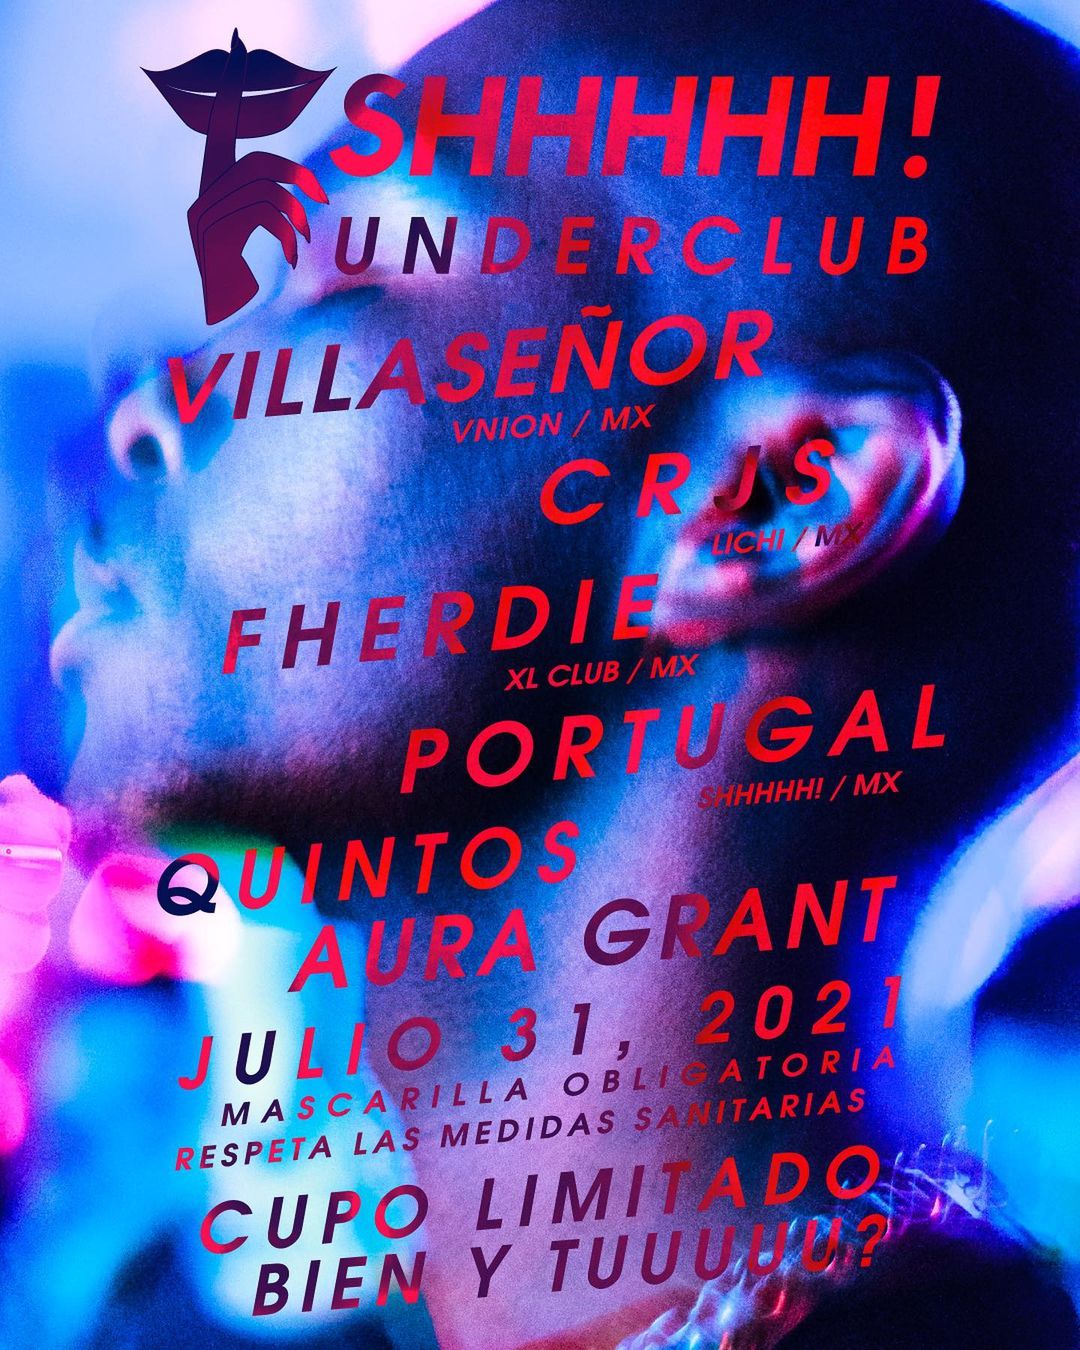 SHHHHH!
UNDERCLUB
VILLASEÑOR
VNION / MX
CRJS
LICHI / MX
FHERDIE
XL CLUB / MX
PORTUGAL
SHHHHH! / MX
QUINTOS
AURA GRANT
JULIO 31, 2021
MASCARILLA OBLIGATORIA
RESPETA LAS MEDIDAS SANITARIAS
CUPO LIMITADO
BIEN Y TUUUUU?